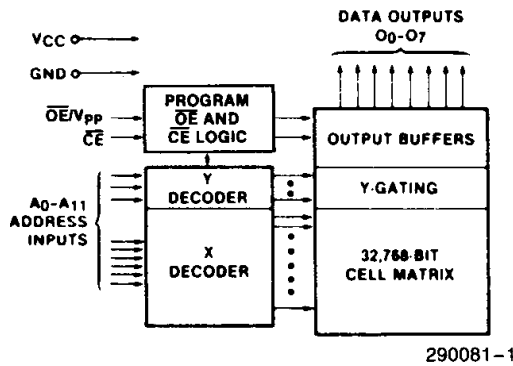 DATA OUTPUTS
O0-O7
VCC
GND
OE/VPP
CE
PROGRAM
OE AND
CE LOGIC
OUTPUT BUFFERS
Y
DECODER
Y-GATING
A0-A11
ADDRESS
INPUTS
X
DECODER
32,768-BIT
CELL MATRIX
290081-1